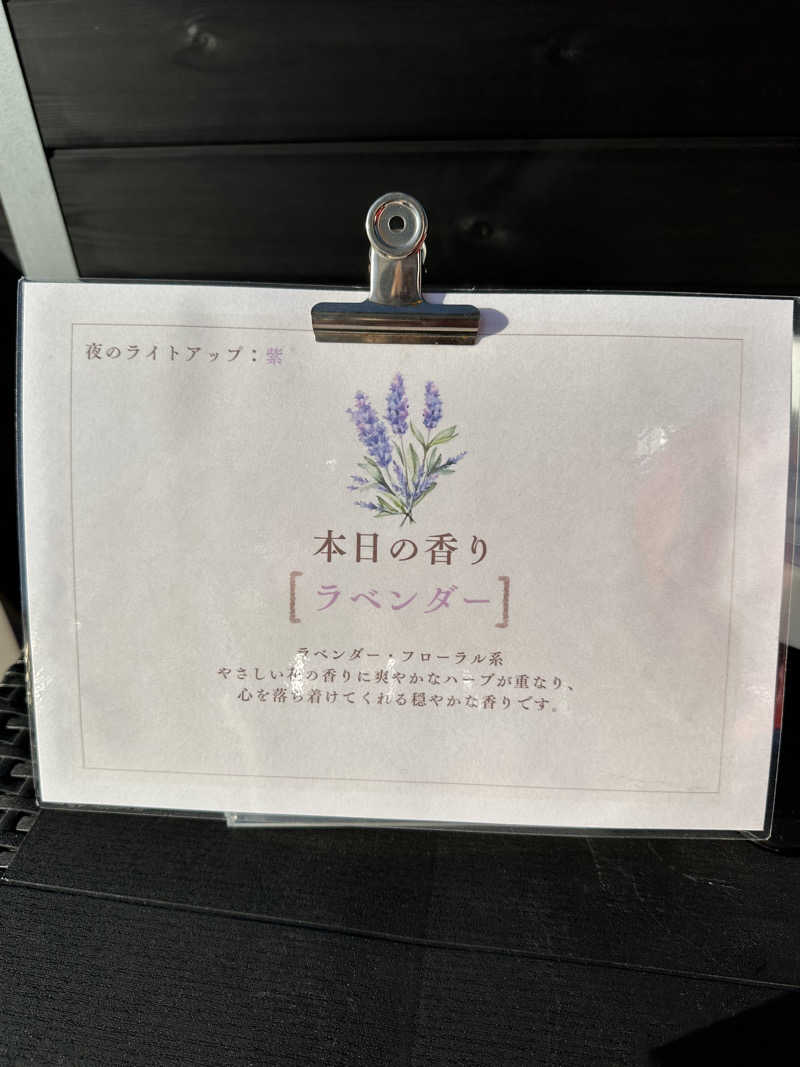 夜のライトアップ：紫
本日の香り
[ラベンダー]
ラベンダー・フローラル系
やさしい花の香りに爽やかなハーブが重なり、
心を落ち着けてくれる穏やかな香りです。